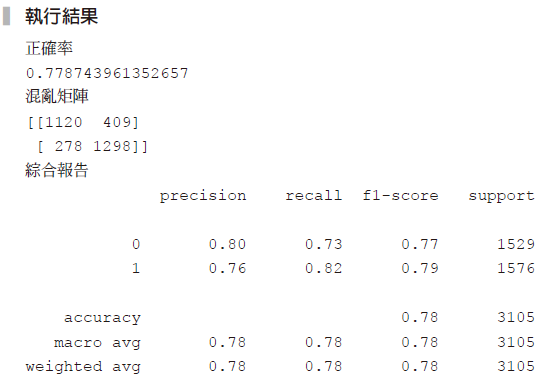 執行結果
正確率
0.778743961352657
混亂矩陣
[[1120  409]
 [ 278 1298]]
綜合報告
precision recall f1-score support
0 0.80 0.73 0.77 1529
1 0.76 0.82 0.79 1576
accuracy 0.78 3105
macro avg 0.78 0.78 0.78 3105
weighted avg 0.78 0.78 0.78 3105